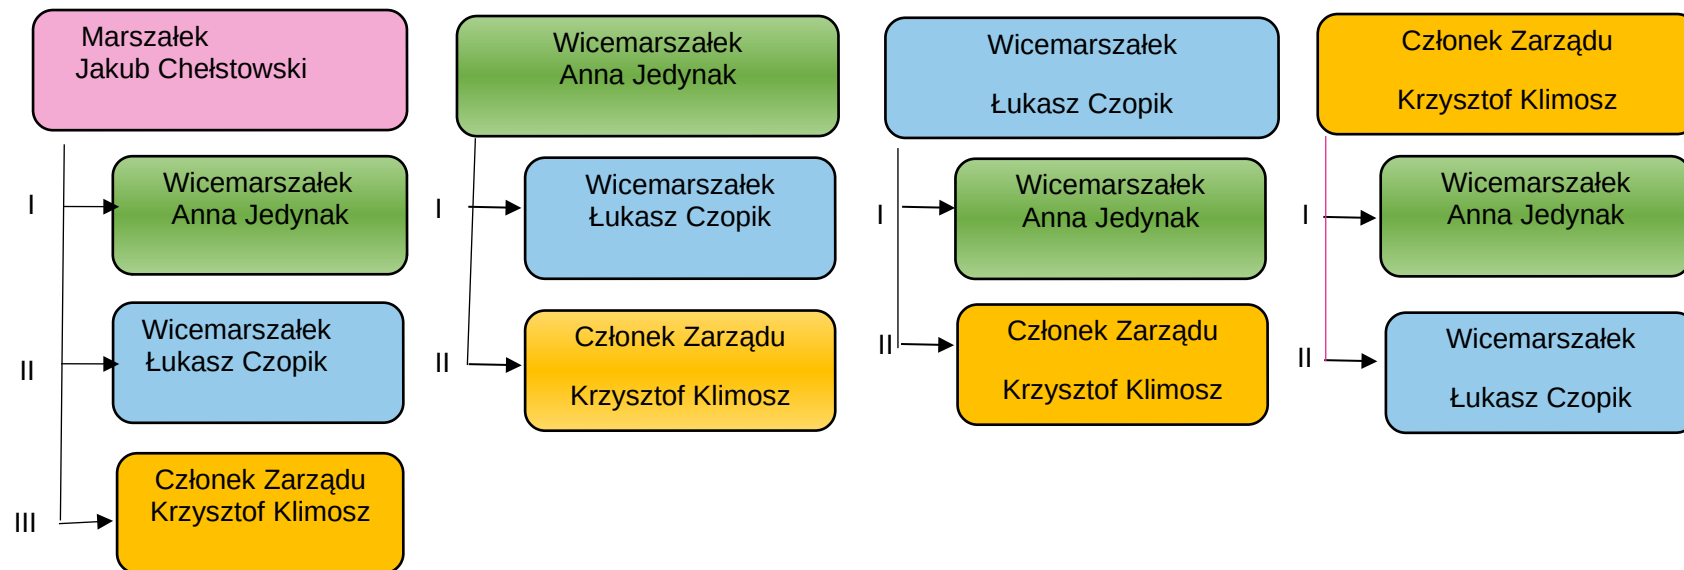 Marszałek
Jakub Chełstowski
I
Wicemarszałek
Anna Jedynak
II
Wicemarszałek
Łukasz Czopik
III
Członek Zarządu
Krzysztof Klimosz
Wicemarszałek
Anna Jedynak
I
Wicemarszałek
Łukasz Czopik
II
Członek Zarządu
Krzysztof Klimosz
Wicemarszałek
Łukasz Czopik
I
Wicemarszałek
Anna Jedynak
II
Członek Zarządu
Krzysztof Klimosz
Członek Zarządu
Krzysztof Klimosz
I
Wicemarszałek
Anna Jedynak
II
Wicemarszałek
Łukasz Czopik